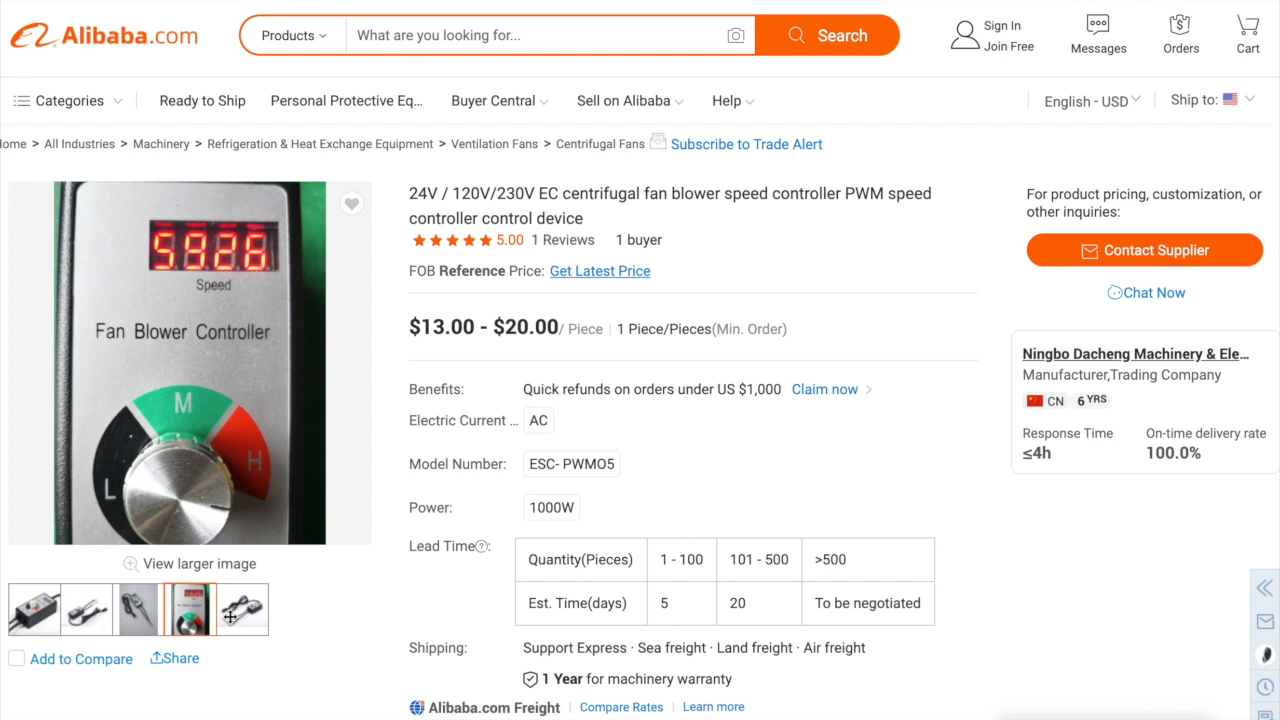 Alibaba.com
Products
What are you looking for...
Search
Sign In
Join Free
Messages
Orders
Cart
Categories
Ready to Ship
Personal Protective Eq...
Buyer Central
Sell on Alibaba
Help
English - USD
Ship to:
ome > All Industries > Machinery > Refrigeration & Heat Exchange Equipment > Ventilation Fans > Centrifugal Fans
Subscribe to Trade Alert
5926
Speed
Fan Blower Controller
M
L
H
View larger image
Add to Compare
Share
24V / 120V/230V EC centrifugal fan blower speed controller PWM speed
controller control device
5.00 1 Reviews 1 buyer
FOB Reference Price: Get Latest Price
$13.00 - $20.00/ Piece | 1 Piece/Pieces(Min. Order)
Benefits: Quick refunds on orders under US $1,000 Claim now >
Electric Current ... AC
Model Number: ESC- PWMO5
Power: 1000W
Lead Time?:
Quantity(Pieces) 1 - 100 101 - 500 >500
Est. Time(days) 5 20 To be negotiated
Shipping: Support Express · Sea freight · Land freight · Air freight
1 Year for machinery warranty
Alibaba.com Freight | Compare Rates | Learn more
For product pricing, customization, or
other inquiries:
Contact Supplier
Chat Now
Ningbo Dacheng Machinery & Ele...
Manufacturer,Trading Company
CN 6 YRS
Response Time On-time delivery rate
≤4h 100.0%